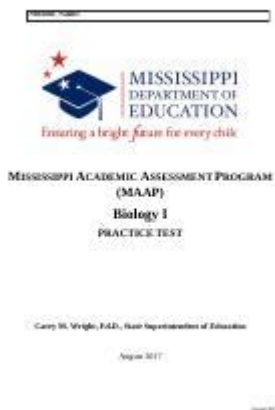 MISSISSIPPI
DEPARTMENT OF
EDUCATION
Ensuring a bright future for every child
MISSISSIPPI ACADEMIC ASSESSMENT PROGRAM
(MAAP)
Biology I
PRACTICE TEST
Carey M. Wright, Ed.D., State Superintendent of Education
August 2017